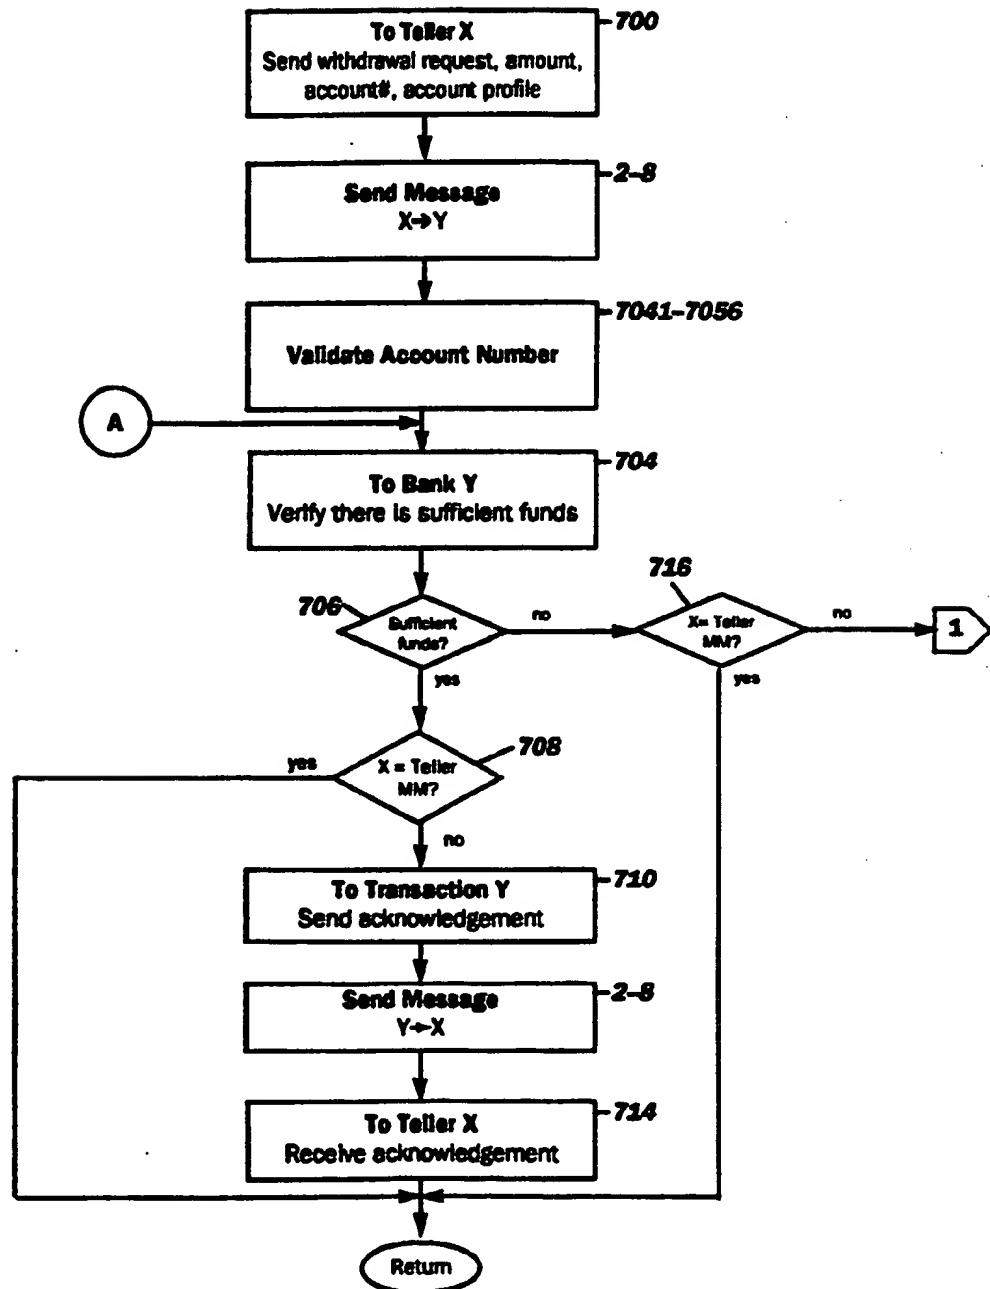 To Teller X
Send withdrawal request, amount,
account#, account profile
700
Send Message
X→Y
2-8
Validate Account Number
7041-7056
A
To Bank Y
Verify there is sufficient funds
704
706
Sufficient
funds?
no
716
X= Teller
MM?
no
1
yes
yes
708
X = Teller
MM?
yes
no
To Transaction Y
Send acknowledgement
710
Send Message
Y→X
2-8
To Teller X
Receive acknowledgement
714
Return